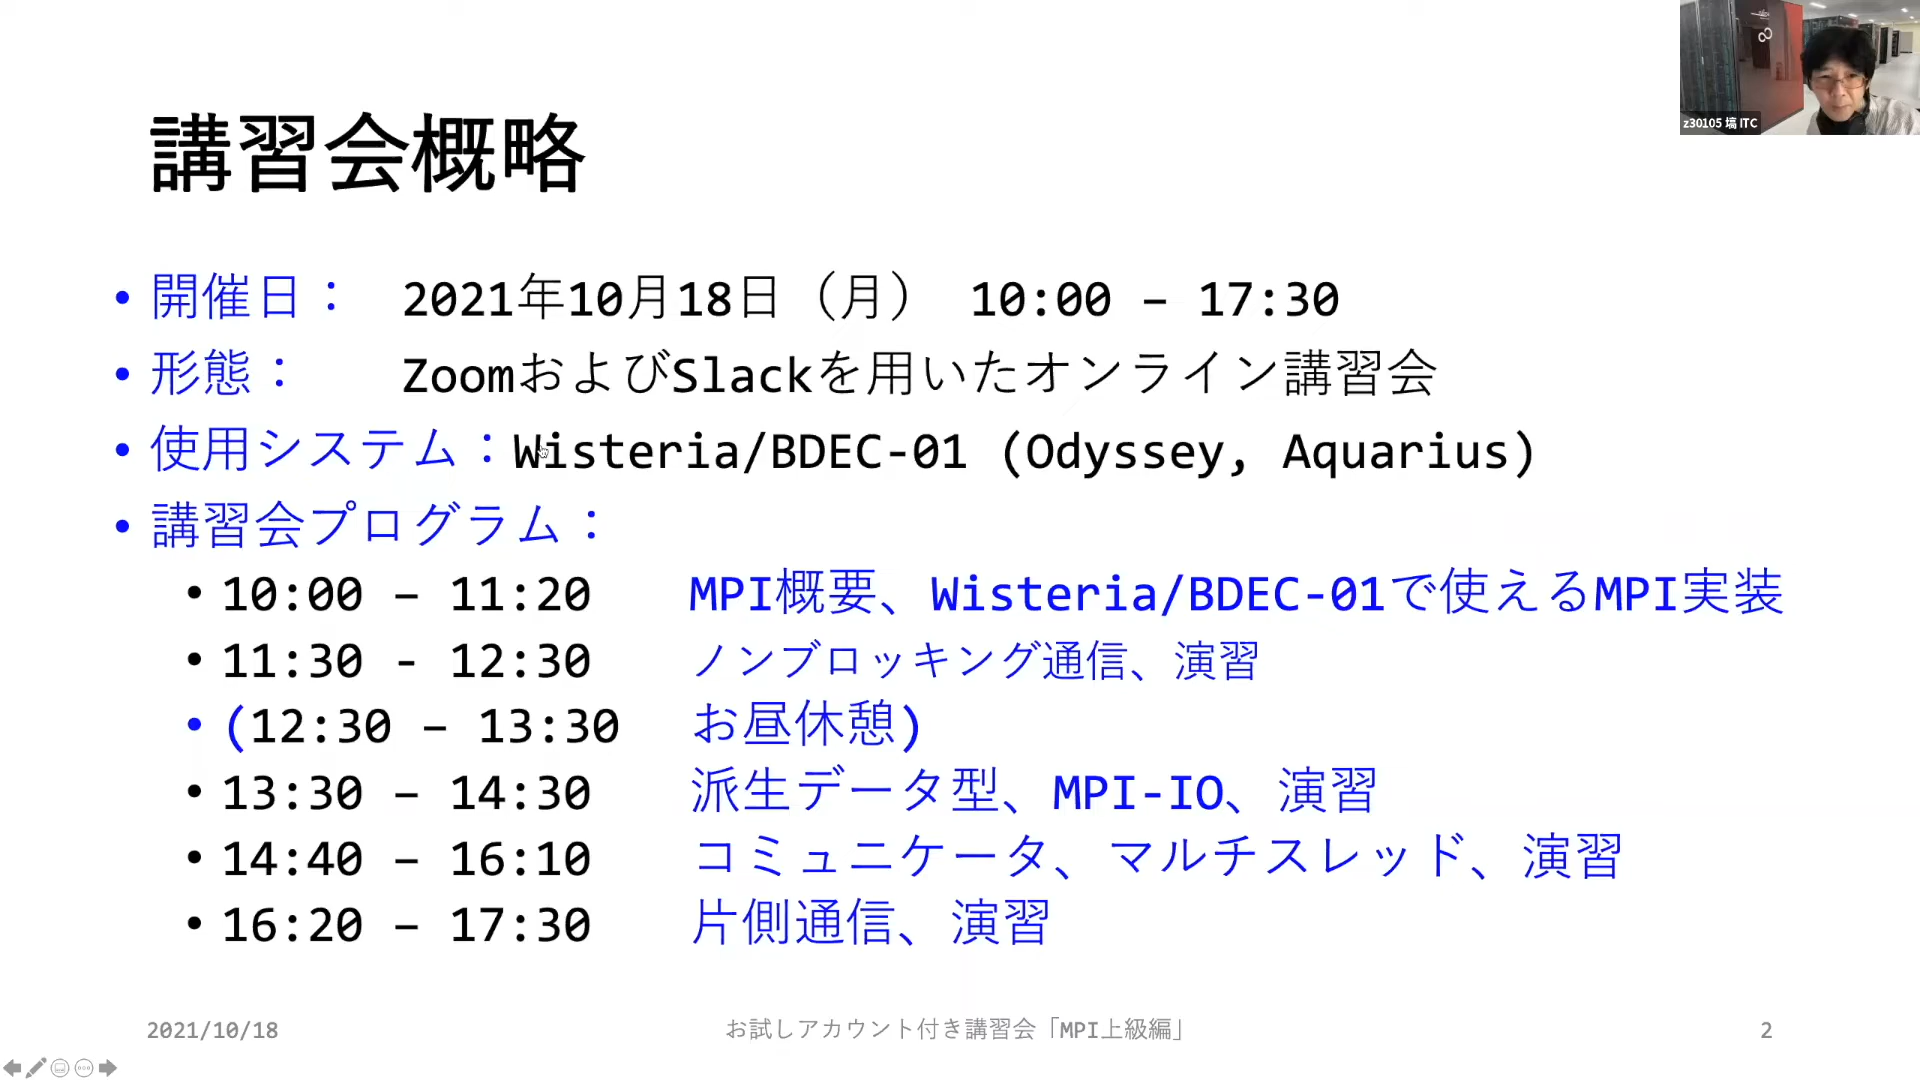 z30105 塙 ITC
講習会概略
• 開催日： 2021年10月18日（月） 10:00 – 17:30
• 形態： ZoomおよびSlackを用いたオンライン講習会
• 使用システム：Wisteria/BDEC-01 (Odyssey, Aquarius)
• 講習会プログラム：
• 10:00 – 11:20 MPI概要、Wisteria/BDEC-01で使えるMPI実装
• 11:30 - 12:30 ノンブロッキング通信、演習
• (12:30 – 13:30 お昼休憩)
• 13:30 – 14:30 派生データ型、MPI-IO、演習
• 14:40 – 16:10 コミュニケータ、マルチスレッド、演習
• 16:20 – 17:30 片側通信、演習
2021/10/18 お試しアカウント付き講習会「MPI上級編」 2